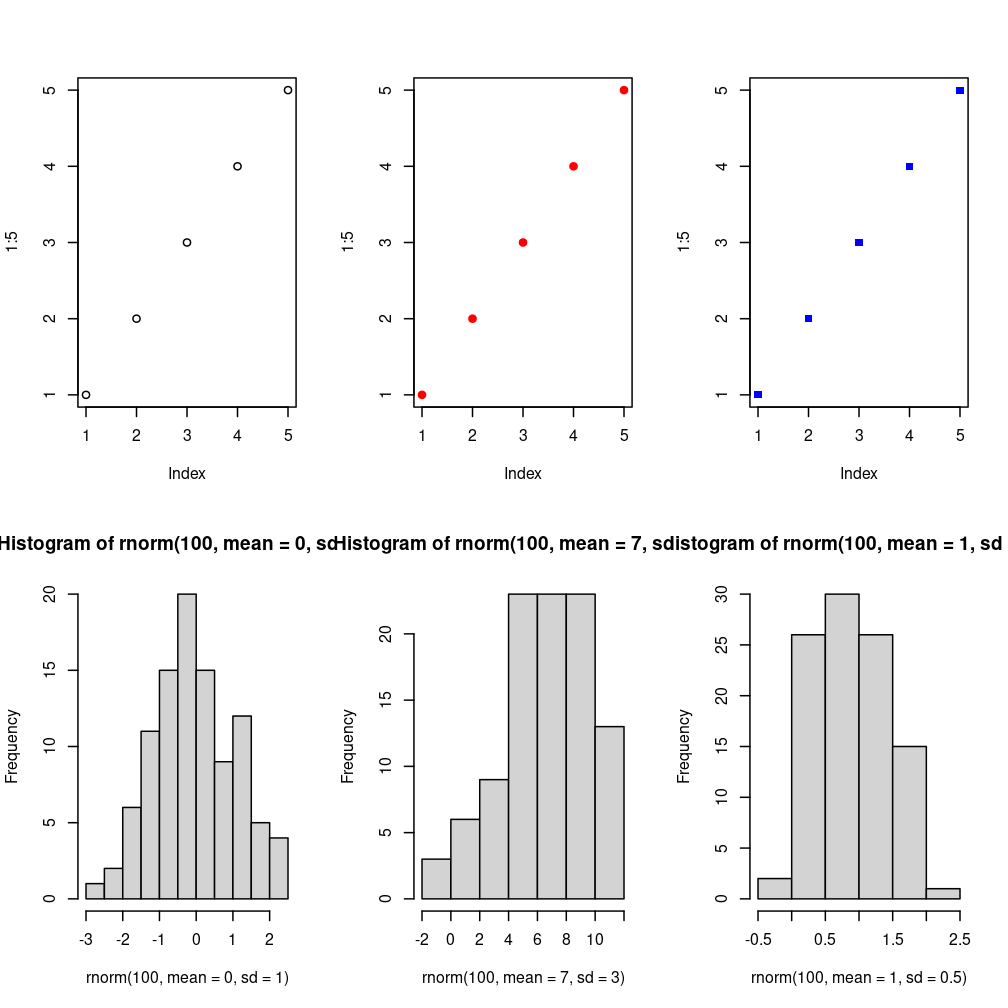 5
4
3
2
1
1:5
1 2 3 4 5
Index
5
4
3
2
1
1:5
1 2 3 4 5
Index
5
4
3
2
1
1:5
1 2 3 4 5
Index
Histogram of rnorm(100, mean = 0, sd
20
15
10
5
0
Frequency
-3 -2 -1 0 1 2
rnorm(100, mean = 0, sd = 1)
Histogram of rnorm(100, mean = 7, sd
20
15
10
5
0
Frequency
-2 0 2 4 6 8 10
rnorm(100, mean = 7, sd = 3)
istogram of rnorm(100, mean = 1, sd
30
25
20
15
10
5
0
Frequency
-0.5 0.5 1.5 2.5
rnorm(100, mean = 1, sd = 0.5)